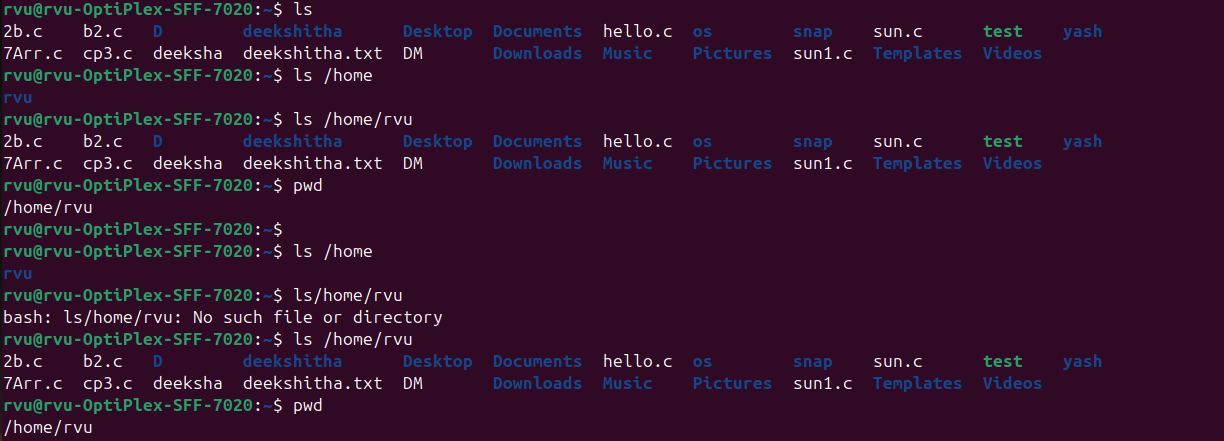 rvu@rvu-OptiPlex-SFF-7020:~$ ls
2b.c    b2.c   D        deekshitha      Desktop  Documents  hello.c  os        snap    sun.c      test    yash
7Arr.c  cp3.c  deeksha  deekshitha.txt  DM       Downloads  Music    Pictures  sun1.c  Templates  Videos
rvu@rvu-OptiPlex-SFF-7020:~$ ls /home
rvu
rvu@rvu-OptiPlex-SFF-7020:~$ ls /home/rvu
2b.c    b2.c   D        deekshitha      Desktop  Documents  hello.c  os        snap    sun.c      test    yash
7Arr.c  cp3.c  deeksha  deekshitha.txt  DM       Downloads  Music    Pictures  sun1.c  Templates  Videos
rvu@rvu-OptiPlex-SFF-7020:~$ pwd
/home/rvu
rvu@rvu-OptiPlex-SFF-7020:~$
rvu@rvu-OptiPlex-SFF-7020:~$ ls /home
rvu
rvu@rvu-OptiPlex-SFF-7020:~$ ls/home/rvu
bash: ls/home/rvu: No such file or directory
rvu@rvu-OptiPlex-SFF-7020:~$ ls /home/rvu
2b.c    b2.c   D        deekshitha      Desktop  Documents  hello.c  os        snap    sun.c      test    yash
7Arr.c  cp3.c  deeksha  deekshitha.txt  DM       Downloads  Music    Pictures  sun1.c  Templates  Videos
rvu@rvu-OptiPlex-SFF-7020:~$ pwd
/home/rvu